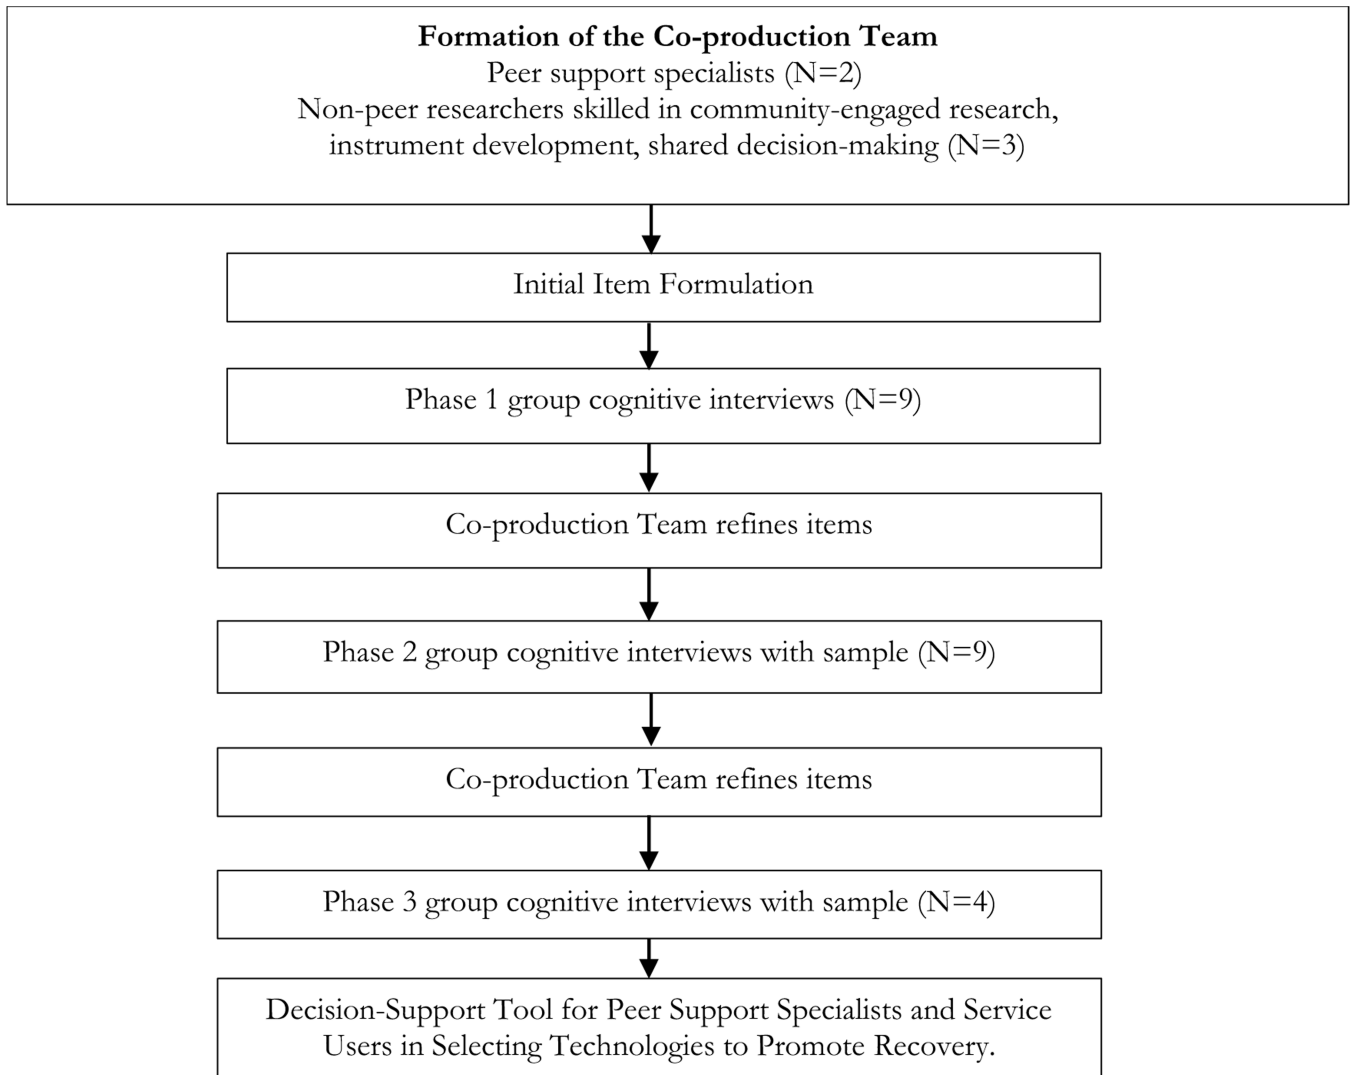 Formation of the Co-production Team
Peer support specialists (N=2)
Non-peer researchers skilled in community-engaged research,
instrument development, shared decision-making (N=3)
Initial Item Formulation
Phase 1 group cognitive interviews (N=9)
Co-production Team refines items
Phase 2 group cognitive interviews with sample (N=9)
Co-production Team refines items
Phase 3 group cognitive interviews with sample (N=4)
Decision-Support Tool for Peer Support Specialists and Service
Users in Selecting Technologies to Promote Recovery.